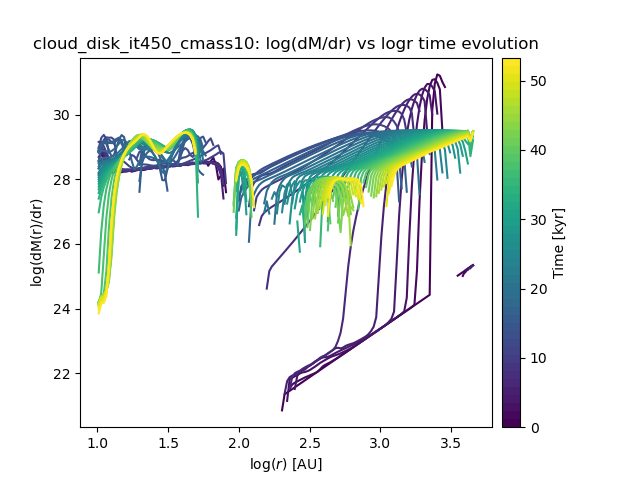 cloud_disk_it450_cmass10: log(dM/dr) vs logr time evolution
log(dM(r)/dr)
30
28
26
24
22
1.0 1.5 2.0 2.5 3.0 3.5
log(r) [AU]
50
40
30
20
10
0
Time [kyr]